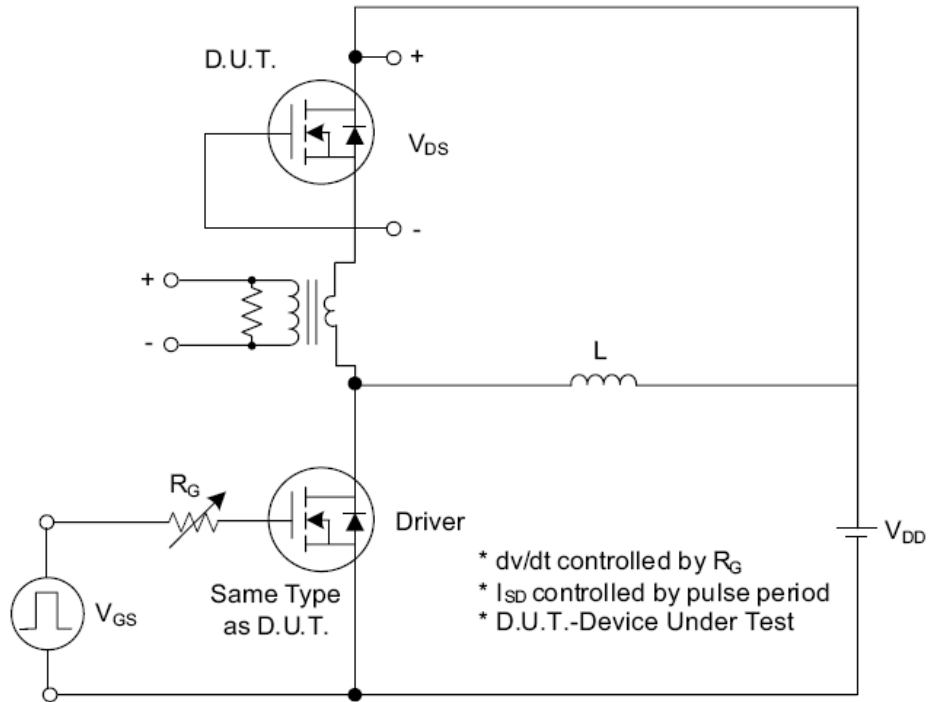 D.U.T.
+
VDS
-
+
-
L
RG
Driver
VDD
VGS
Same Type
as D.U.T.
* dv/dt controlled by RG
* ISD controlled by pulse period
* D.U.T.-Device Under Test